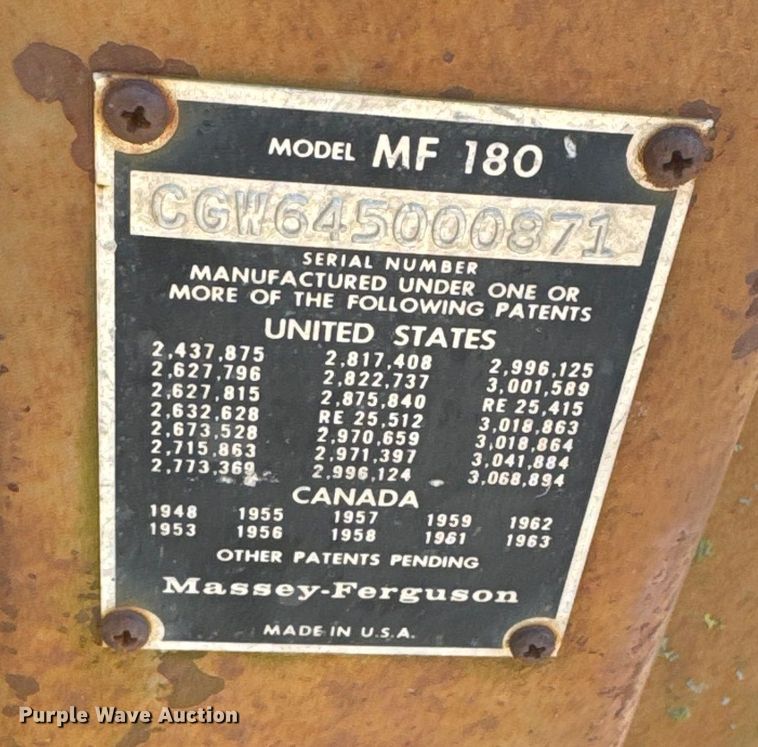 MODEL MF 180
CGW645000871
SERIAL NUMBER
MANUFACTURED UNDER ONE OR
MORE OF THE FOLLOWING PATENTS
UNITED STATES
2,437,875 2,817,408 2,996,125
2,627,796 2,822,737 3,001,589
2,627,815 2,875,840 RE 25,415
2,632,628 RE 25,512 3,018,863
2,673,528 2,970,659 3,018,864
2,715,863 2,971,397 3,041,884
2,773,369 2,996,124 3,068,894
CANADA
1948 1955 1957 1959 1962
1953 1956 1958 1961 1963
OTHER PATENTS PENDING
Massey-Ferguson
MADE IN U.S.A.
Purple Wave Auction